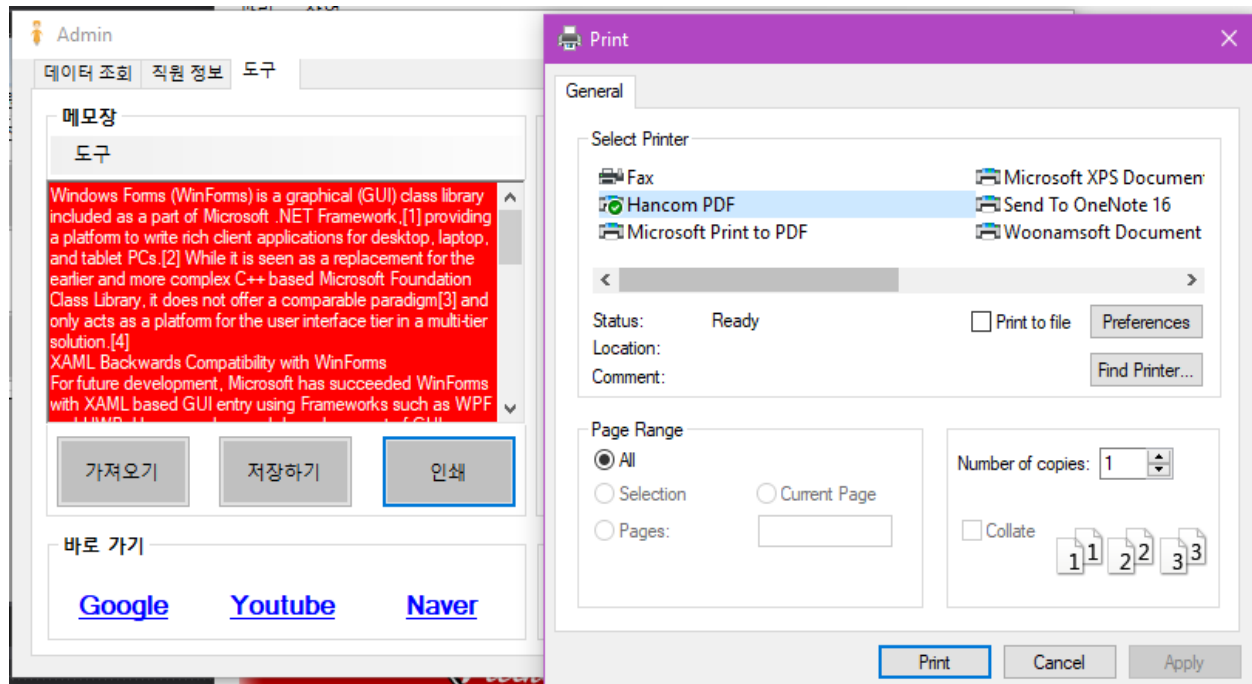 Admin
데이터 조회 직원 정보 도구
메모장
도구
Windows Forms (WinForms) is a graphical (GUI) class library
included as a part of Microsoft .NET Framework,[1] providing
a platform to write rich client applications for desktop, laptop,
and tablet PCs.[2] While it is seen as a replacement for the
earlier and more complex C++ based Microsoft Foundation
Class Library, it does not offer a comparable paradigm[3] and
only acts as a platform for the user interface tier in a multi-tier
solution.[4]
XAML Backwards Compatibility with WinForms
For future development, Microsoft has succeeded WinForms
with XAML based GUI entry using Frameworks such as WPF
가져오기 저장하기 인쇄
바로 가기
Google Youtube Naver
Print
General
Select Printer
Fax
Hancom PDF
Microsoft Print to PDF
Microsoft XPS Documen
Send To OneNote 16
Woonamsoft Document
Status: Ready
Print to file Preferences
Location:
Comment:
Find Printer...
Page Range
All
Selection Current Page
Pages:
Number of copies: 1
Collate
1 1 2 2 3 3
Print Cancel Apply